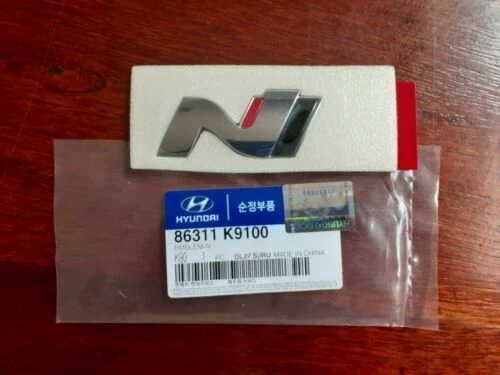 N
HYUNDAI
순정부품
86311 K9100
EMBLEM-N
K90 1 PC DL27 SJRU MADE IN CHINA